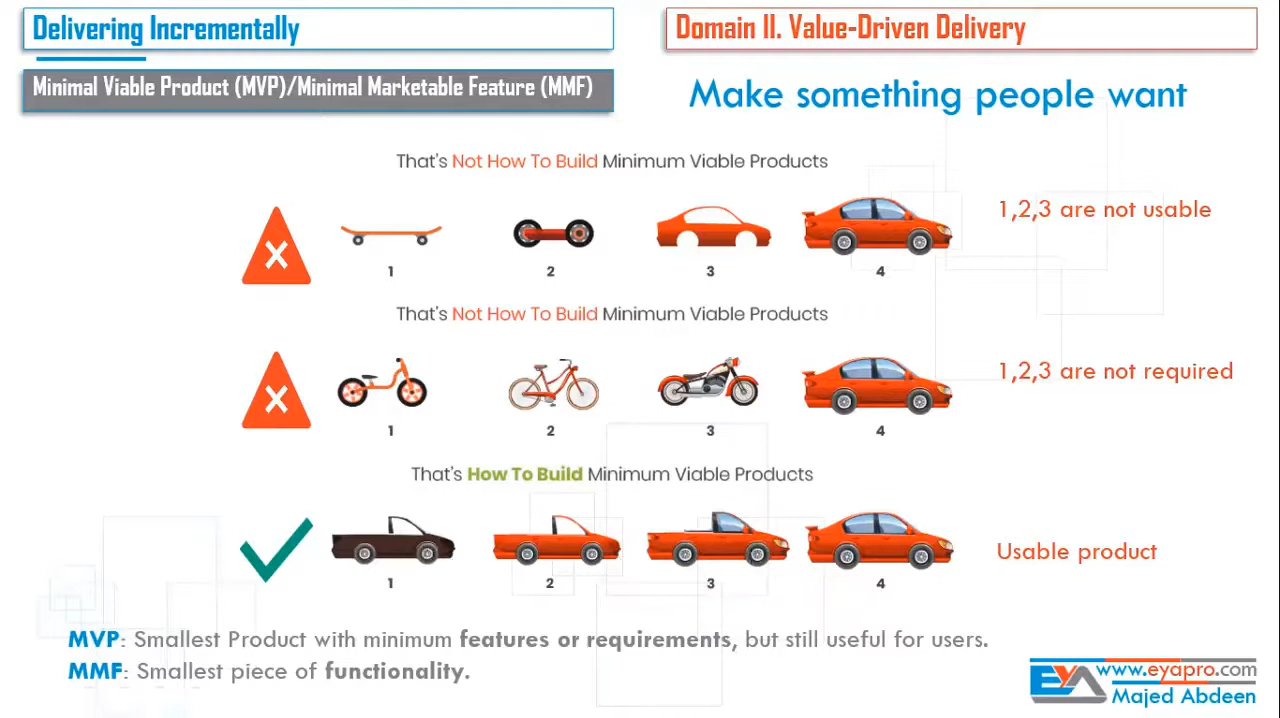 Delivering Incrementally
Domain II. Value-Driven Delivery
Minimal Viable Product (MVP)/Minimal Marketable Feature (MMF)
Make something people want
That's Not How To Build Minimum Viable Products
1,2,3 are not usable
1 2 3 4
That's Not How To Build Minimum Viable Products
1,2,3 are not required
1 2 3 4
That's How To Build Minimum Viable Products
Usable product
1 2 3 4
MVP: Smallest Product with minimum features or requirements, but still useful for users.
MMF: Smallest piece of functionality.
EYA www.eyapro.com
Majed Abdeen